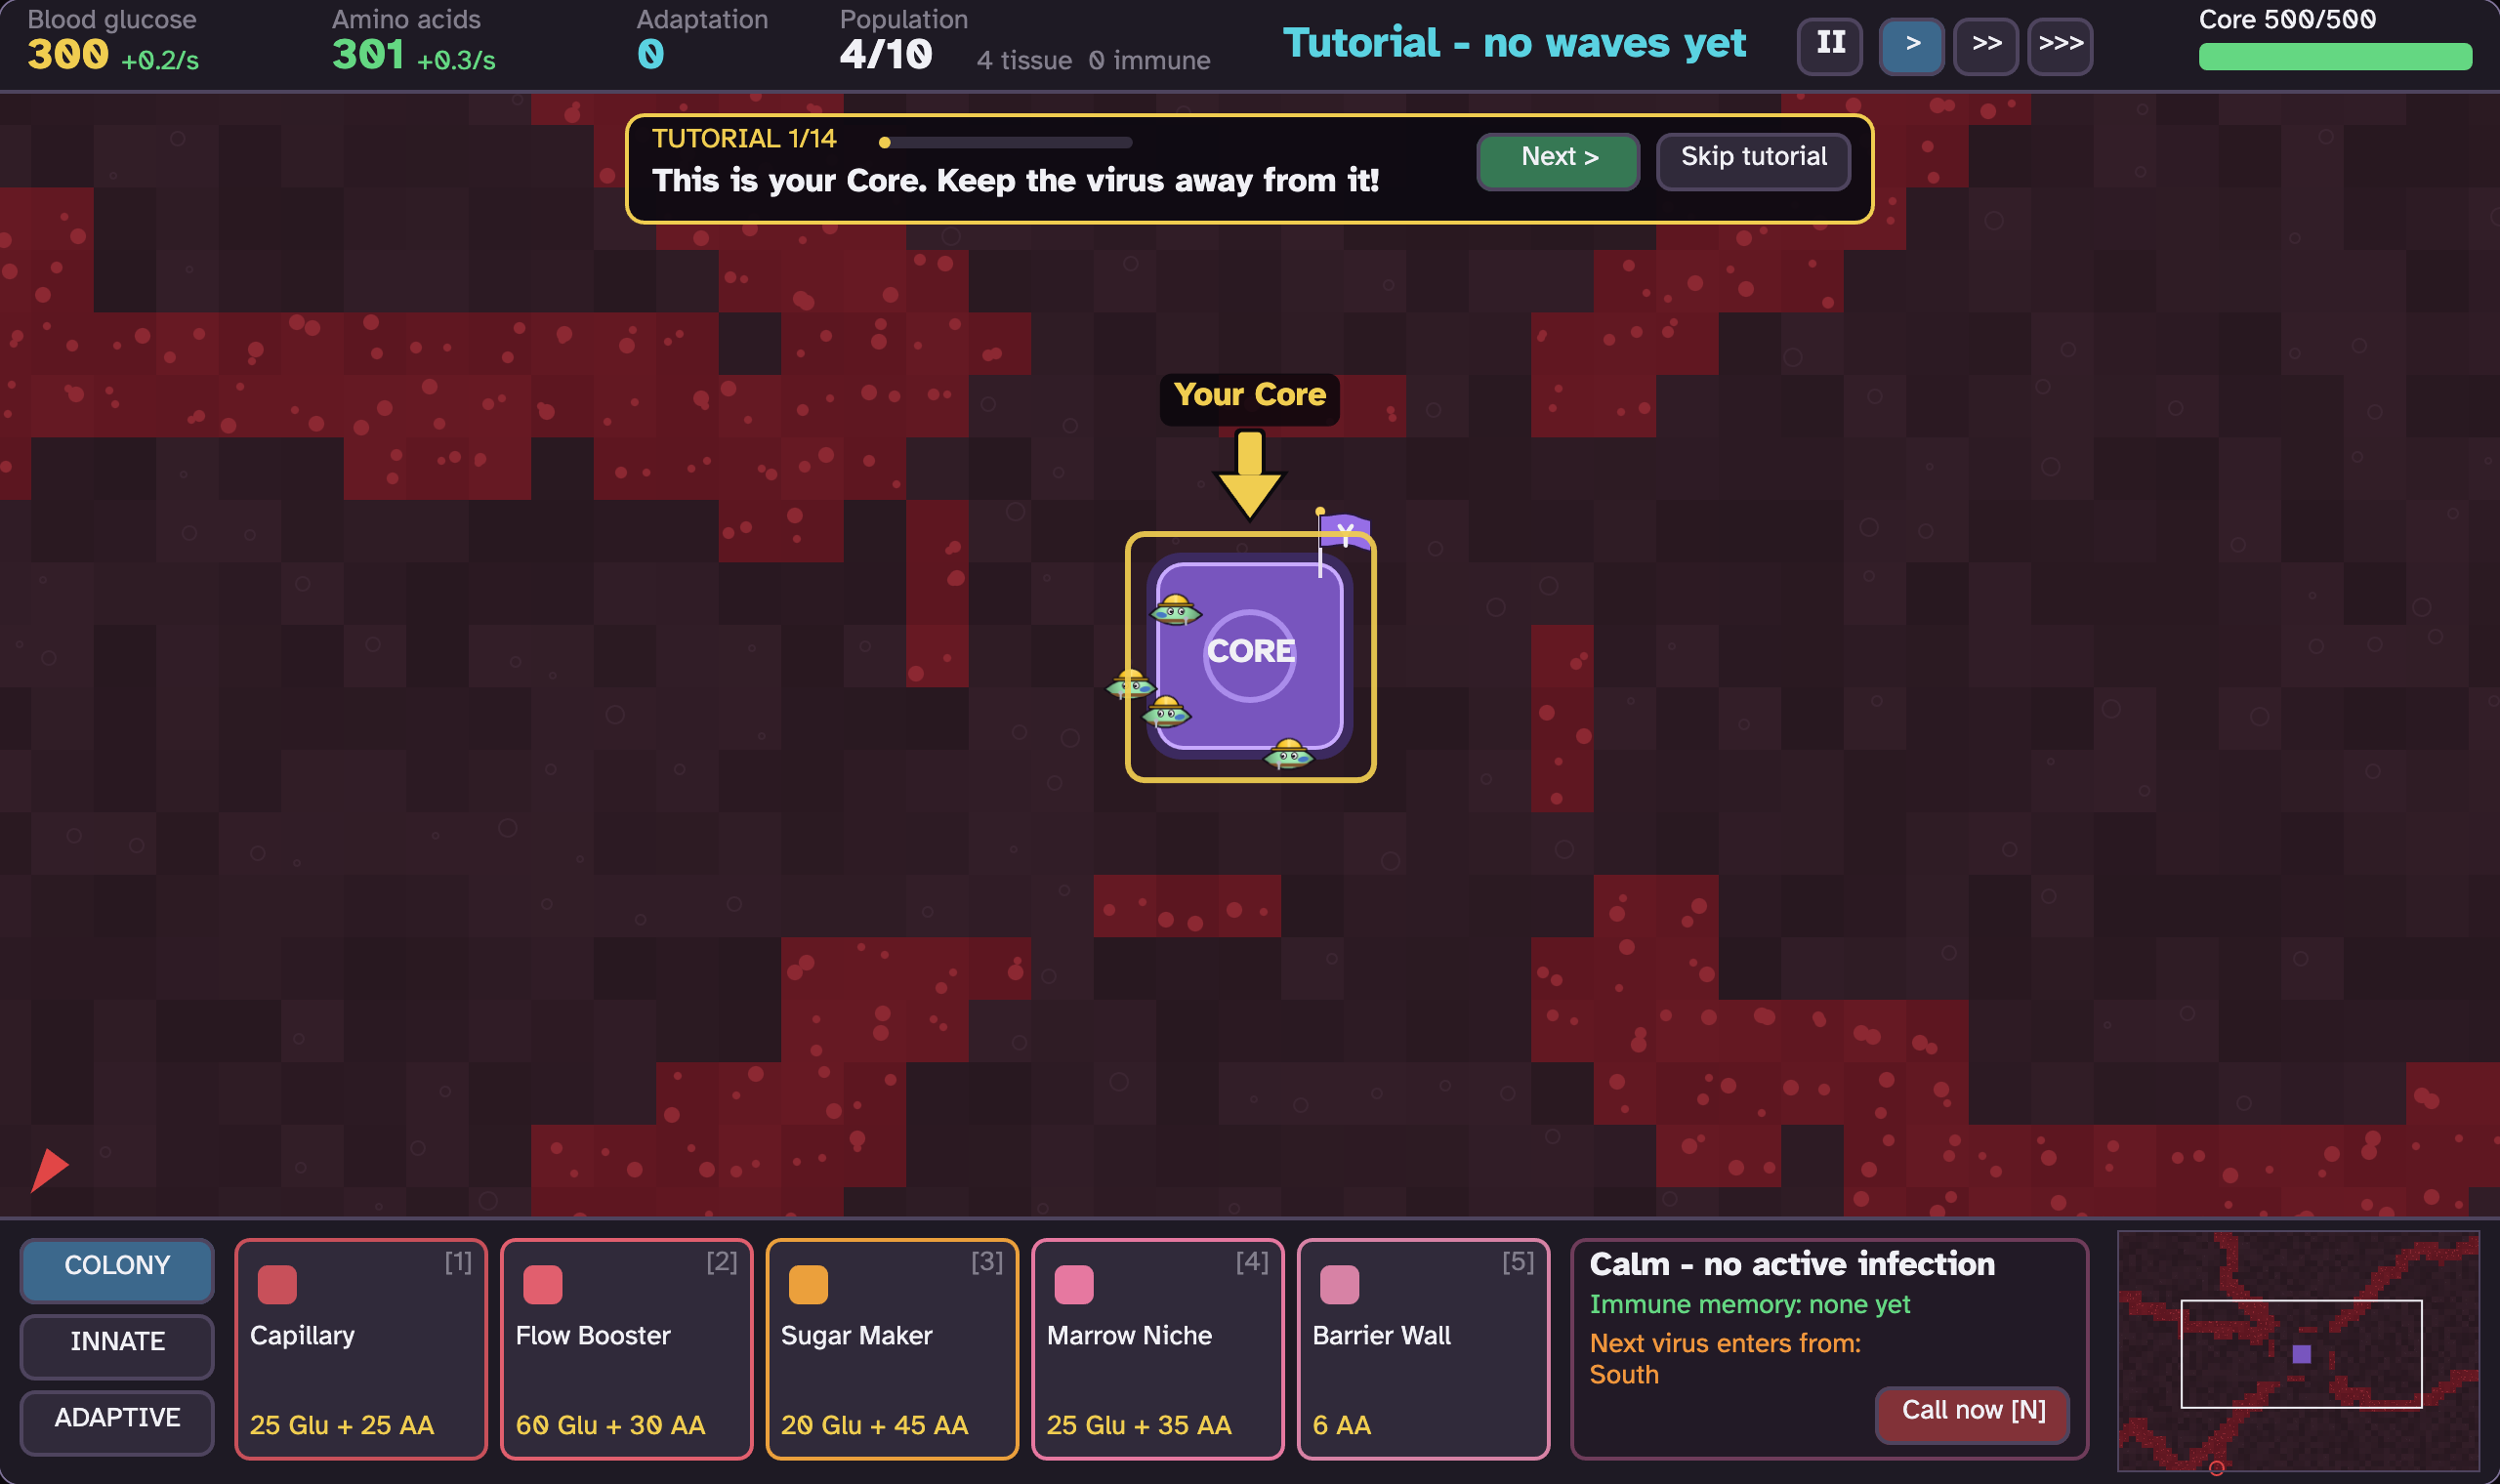 Blood glucose
300 +0.2/s
Amino acids
301 +0.3/s
Adaptation
0
Population
4/10 4 tissue 0 immune
Tutorial - no waves yet
II
>
>>
>>>
Core 500/500
TUTORIAL 1/14
This is your Core. Keep the virus away from it!
Next >
Skip tutorial
Your Core
Y
CORE
COLONY
INNATE
ADAPTIVE
[1]
Capillary
25 Glu + 25 AA
[2]
Flow Booster
60 Glu + 30 AA
[3]
Sugar Maker
20 Glu + 45 AA
[4]
Marrow Niche
25 Glu + 35 AA
[5]
Barrier Wall
6 AA
Calm - no active infection
Immune memory: none yet
Next virus enters from:
South
Call now [N]